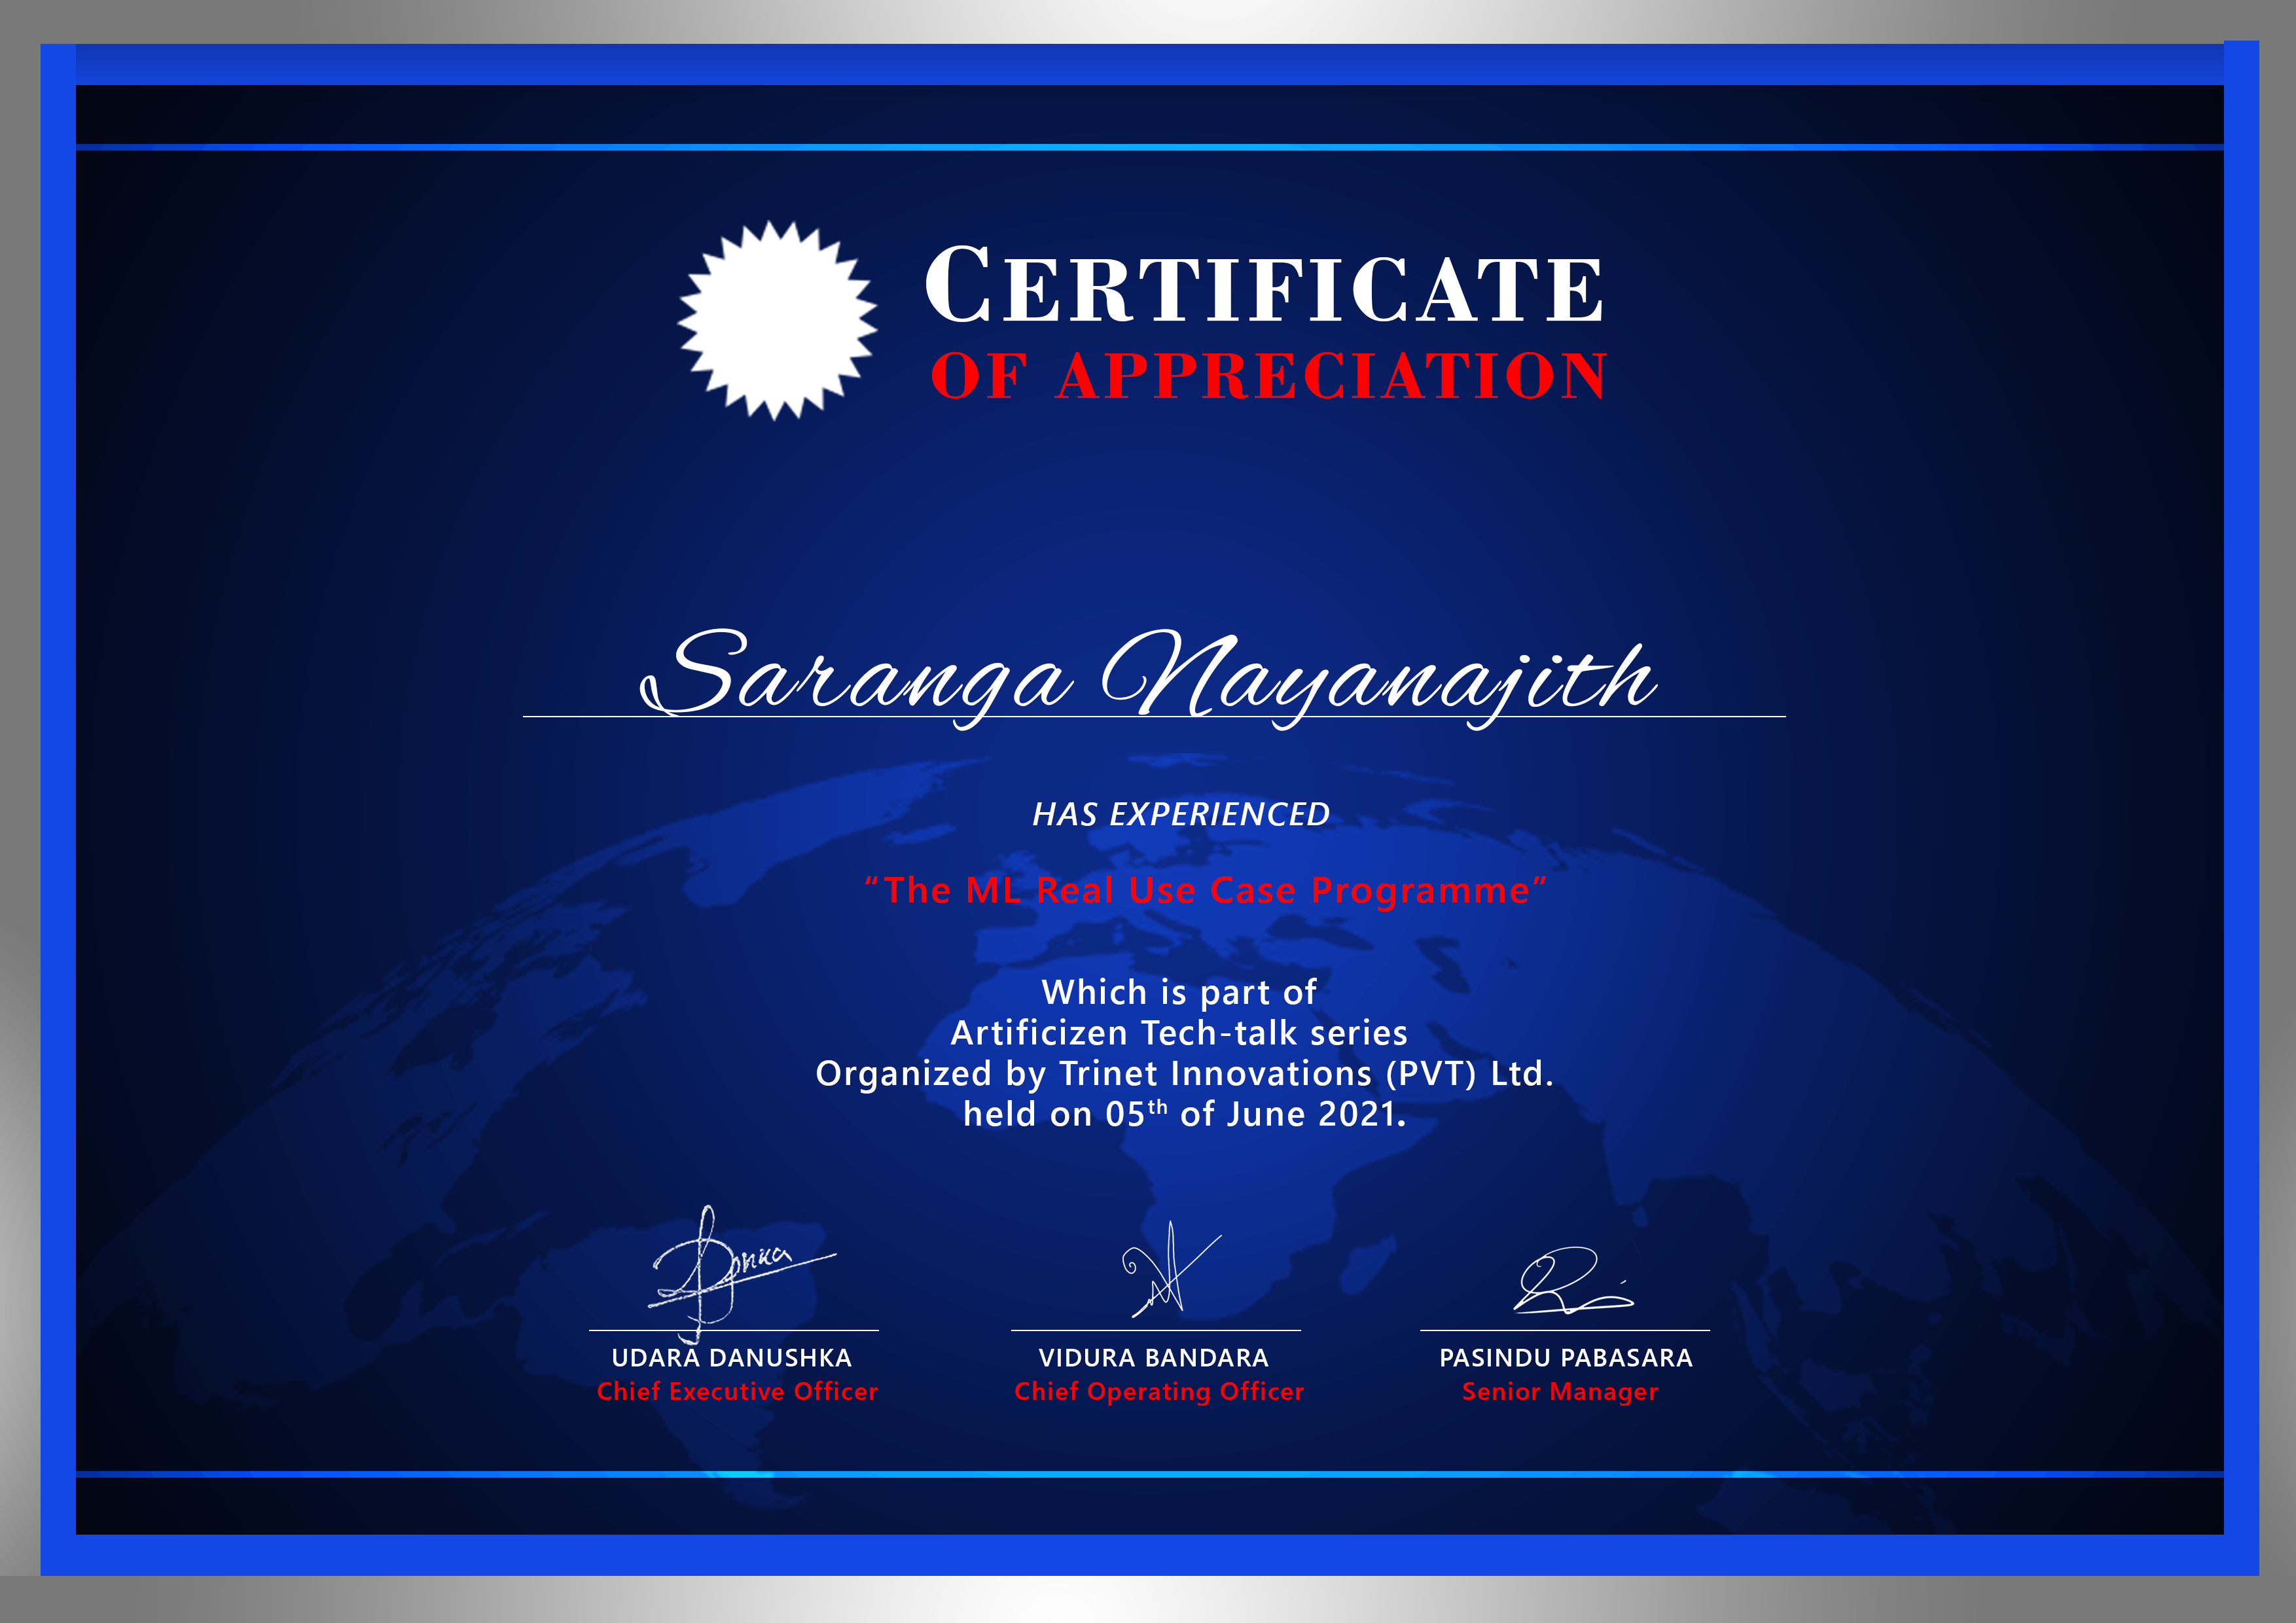 CERTIFICATE
OF APPRECIATION
Saranga Nayanajith
HAS EXPERIENCED
“The ML Real Use Case Programme”
Which is part of
Artificizen Tech-talk series
Organized by Trinet Innovations (PVT) Ltd.
held on 05th of June 2021.
UDARA DANUSHKA
Chief Executive Officer
VIDURA BANDARA
Chief Operating Officer
PASINDU PABASARA
Senior Manager